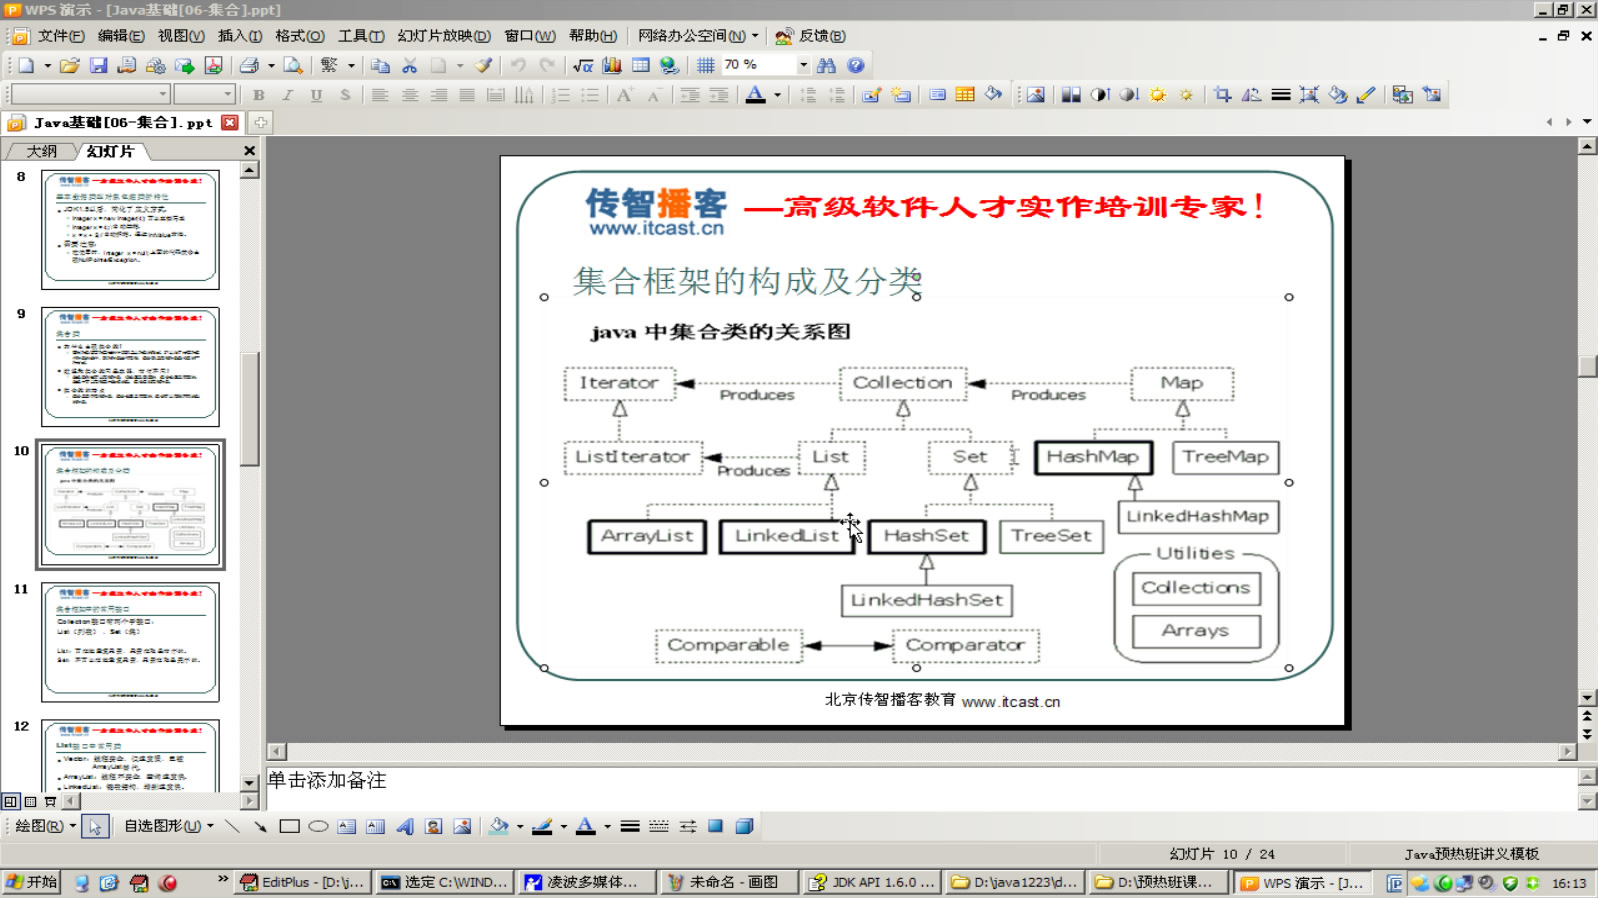 WPS 演示 - [Java基础[06-集合].ppt]
文件(F) 编辑(E) 视图(V) 插入(I) 格式(O) 工具(T) 幻灯片放映(D) 窗口(W) 帮助(H) 网络办公空间(N) 反馈(B)
繁 70 %
Java基础[06-集合].ppt
大纲 幻灯片
8
9
10
11
12
传智播客 —高级软件人才实作培训专家!
www.itcast.cn
集合框架的构成及分类
java 中集合类的关系图
Iterator Produces Collection Produces Map
ListIterator Produces List Set HashMap TreeMap
LinkedHashMap
ArrayList LinkedList HashSet TreeSet
Utilities
Collections
LinkedHashSet
Arrays
Comparable Comparator
北京传智播客教育 www.itcast.cn
单击添加备注
绘图(R) 自选图形(U)
幻灯片 10 / 24 Java预热班讲义模板
开始 EditPlus - [D:\j... 选定 C:\WIND... 凌波多媒体... 未命名 - 画图 JDK API 1.6.0 ... D:\java1223\d... D:\预热班课... WPS 演示 - [J... 16:13